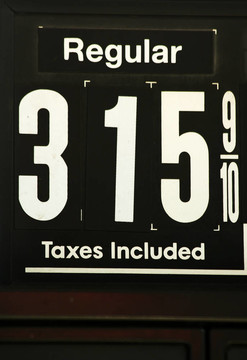 Regular
3 15 9/10
Taxes Included